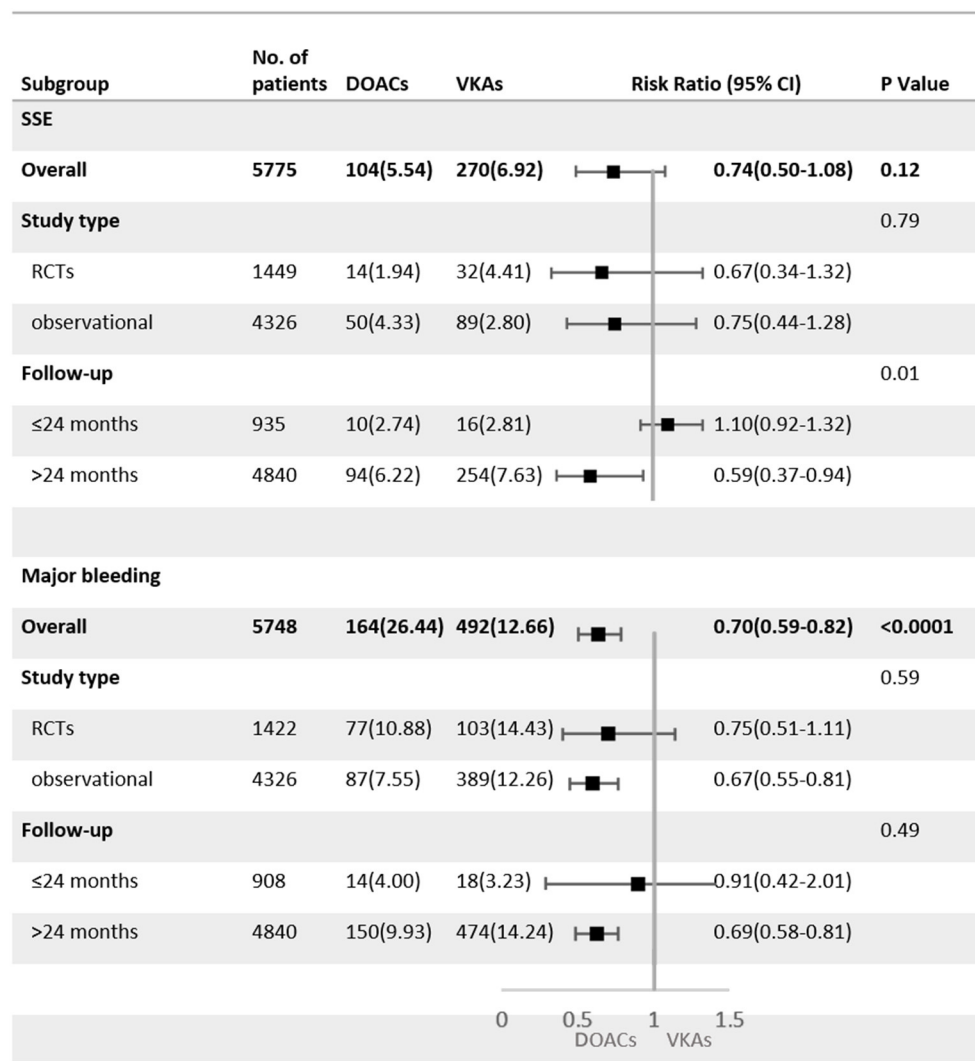 No. of
Subgroup patients DOACs VKAs Risk Ratio (95% CI) P Value
SSE
Overall 5775 104(5.54) 270(6.92) 0.74(0.50-1.08) 0.12
Study type 0.79
RCTs 1449 14(1.94) 32(4.41) 0.67(0.34-1.32)
observational 4326 50(4.33) 89(2.80) 0.75(0.44-1.28)
Follow-up 0.01
≤24 months 935 10(2.74) 16(2.81) 1.10(0.92-1.32)
>24 months 4840 94(6.22) 254(7.63) 0.59(0.37-0.94)
Major bleeding
Overall 5748 164(26.44) 492(12.66) 0.70(0.59-0.82) <0.0001
Study type 0.59
RCTs 1422 77(10.88) 103(14.43) 0.75(0.51-1.11)
observational 4326 87(7.55) 389(12.26) 0.67(0.55-0.81)
Follow-up 0.49
≤24 months 908 14(4.00) 18(3.23) 0.91(0.42-2.01)
>24 months 4840 150(9.93) 474(14.24) 0.69(0.58-0.81)
0 0.5 1 1.5
DOACs VKAs